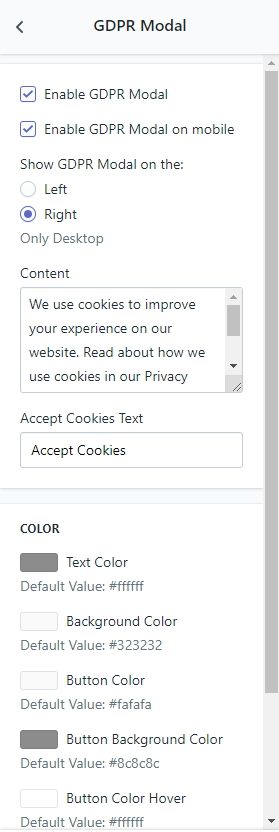 GDPR Modal
Enable GDPR Modal
Enable GDPR Modal on mobile
Show GDPR Modal on the:
Left
Right
Only Desktop
Content
We use cookies to improve
your experience on our
website. Read about how we
use cookies in our Privacy
Accept Cookies Text
Accept Cookies
COLOR
Text Color
Default Value: #ffffff
Background Color
Default Value: #323232
Button Color
Default Value: #fafafa
Button Background Color
Default Value: #8c8c8c
Button Color Hover
Default Value: #ffffff